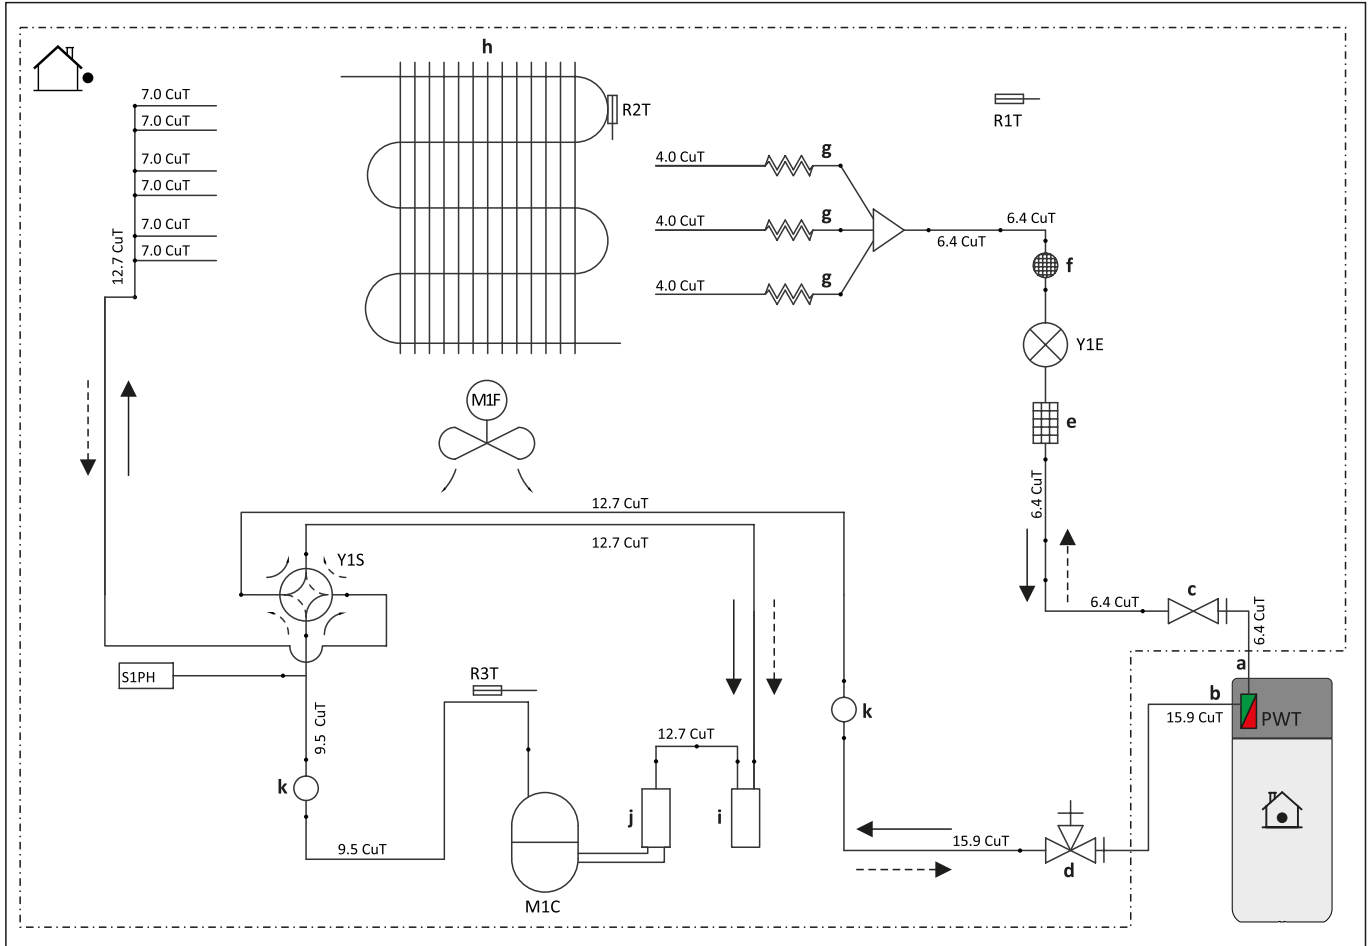 h
7.0 CuT
7.0 CuT
7.0 CuT
7.0 CuT
7.0 CuT
7.0 CuT
12.7 CuT
R2T
R1T
4.0 CuT
g
4.0 CuT
g
4.0 CuT
g
6.4 CuT
6.4 CuT
f
Y1E
e
6.4 CuT
M1F
12.7 CuT
12.7 CuT
Y1S
S1PH
R3T
9.5 CuT
k
9.5 CuT
12.7 CuT
j
i
M1C
k
6.4 CuT
c
6.4 CuT
a
b
15.9 CuT
PWT
15.9 CuT
d